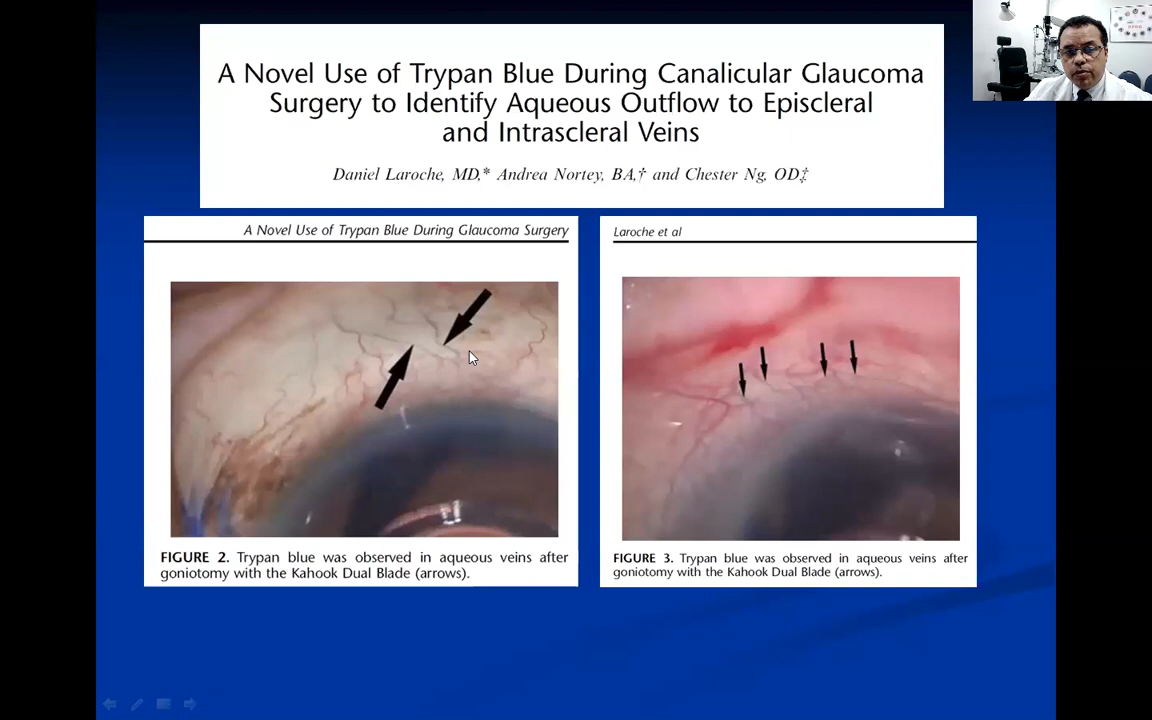 A Novel Use of Trypan Blue During Canalicular Glaucoma
Surgery to Identify Aqueous Outflow to Episcleral
and Intrascleral Veins
Daniel Laroche, MD,* Andrea Nortey, BA,† and Chester Ng, OD‡
A Novel Use of Trypan Blue During Glaucoma Surgery
FIGURE 2. Trypan blue was observed in aqueous veins after
goniotomy with the Kahook Dual Blade (arrows).
Laroche et al
FIGURE 3. Trypan blue was observed in aqueous veins after
goniotomy with the Kahook Dual Blade (arrows).